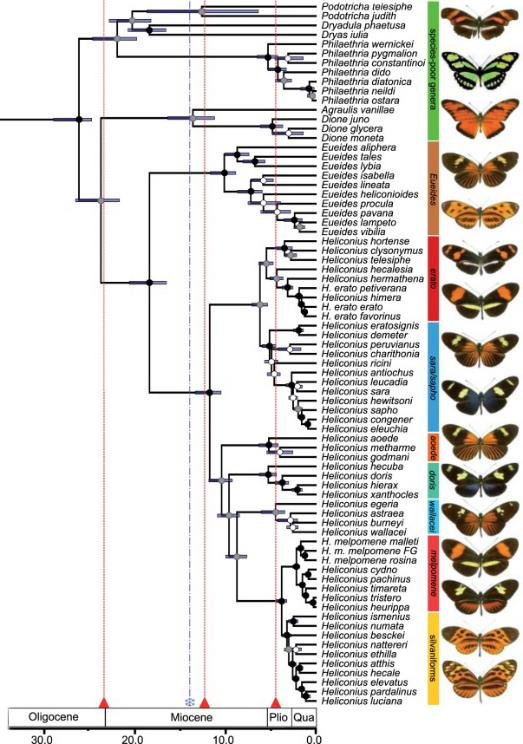 Podotricha telesiphe
Podotricha judith
Dryadula phaetusa
Dryas iulia
Philaethria wernickei
Philaethria pygmalion
Philaethria constantinoi
Philaethria dido
Philaethria diatonica
Philaethria neildi
Philaethria ostara
Agraulis vanillae
Dione juno
Dione glycera
Dione moneta
species-poor genera
Eueides aliphera
Eueides tales
Eueides lybia
Eueides isabella
Eueides lineata
Eueides heliconioides
Eueides procula
Eueides pavana
Eueides lampeto
Eueides vibilia
Eueides
Heliconius hortense
Heliconius clysonymus
Heliconius telesiphe
Heliconius hecalesia
Heliconius hermathena
H. erato petiverana
Heliconius himera
H. erato erato
H. erato favorinus
erato
Heliconius eratosignis
Heliconius demeter
Heliconius peruvianus
Heliconius charithonia
Heliconius ricini
Heliconius antiochus
Heliconius leucadia
Heliconius sara
Heliconius hewitsoni
Heliconius sapho
Heliconius congener
Heliconius eleuchia
sara/sapho
Heliconius aoede
Heliconius metharme
Heliconius godmani
aoede
Heliconius hecuba
Heliconius doris
Heliconius hierax
Heliconius xanthocles
doris
Heliconius egeria
Heliconius astraea
Heliconius burneyi
Heliconius wallacei
wallacei
H. melpomene malleti
H. m. melpomene FG
H. melpomene rosina
Heliconius cydno
Heliconius pachinus
Heliconius timareta
Heliconius tristero
Heliconius heurippa
melpomene
Heliconius ismenius
Heliconius numata
Heliconius besckei
Heliconius nattereri
Heliconius ethilla
Heliconius atthis
Heliconius hecale
Heliconius elevatus
Heliconius pardalinus
Heliconius luciana
silvaniforms
Oligocene Miocene Plio Qua
30.0 20.0 10.0 0.0